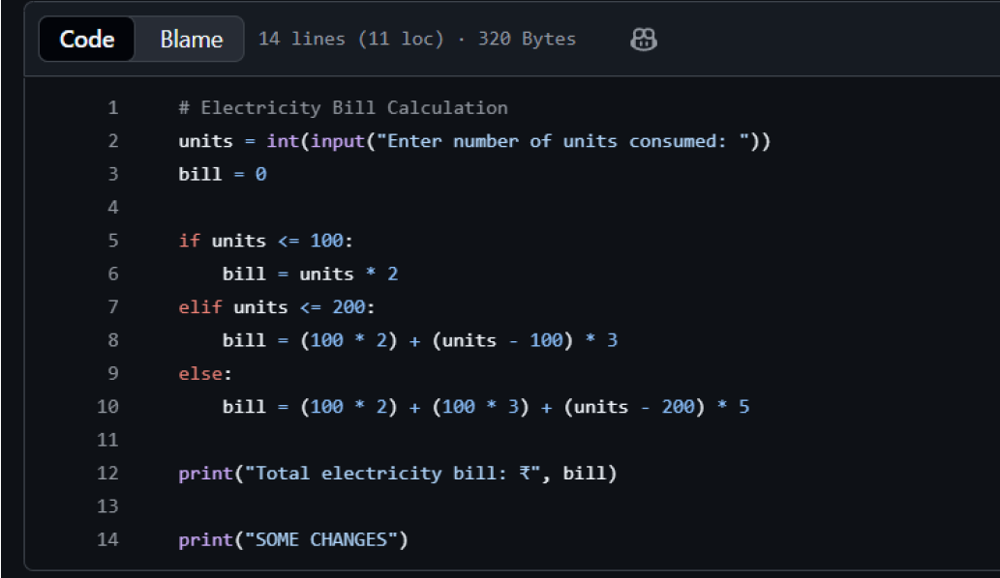 Code Blame 14 lines (11 loc) · 320 Bytes
1 # Electricity Bill Calculation
2 units = int(input("Enter number of units consumed: "))
3 bill = 0
4
5 if units <= 100:
6     bill = units * 2
7 elif units <= 200:
8     bill = (100 * 2) + (units - 100) * 3
9 else:
10     bill = (100 * 2) + (100 * 3) + (units - 200) * 5
11
12 print("Total electricity bill: ₹", bill)
13
14 print("SOME CHANGES")